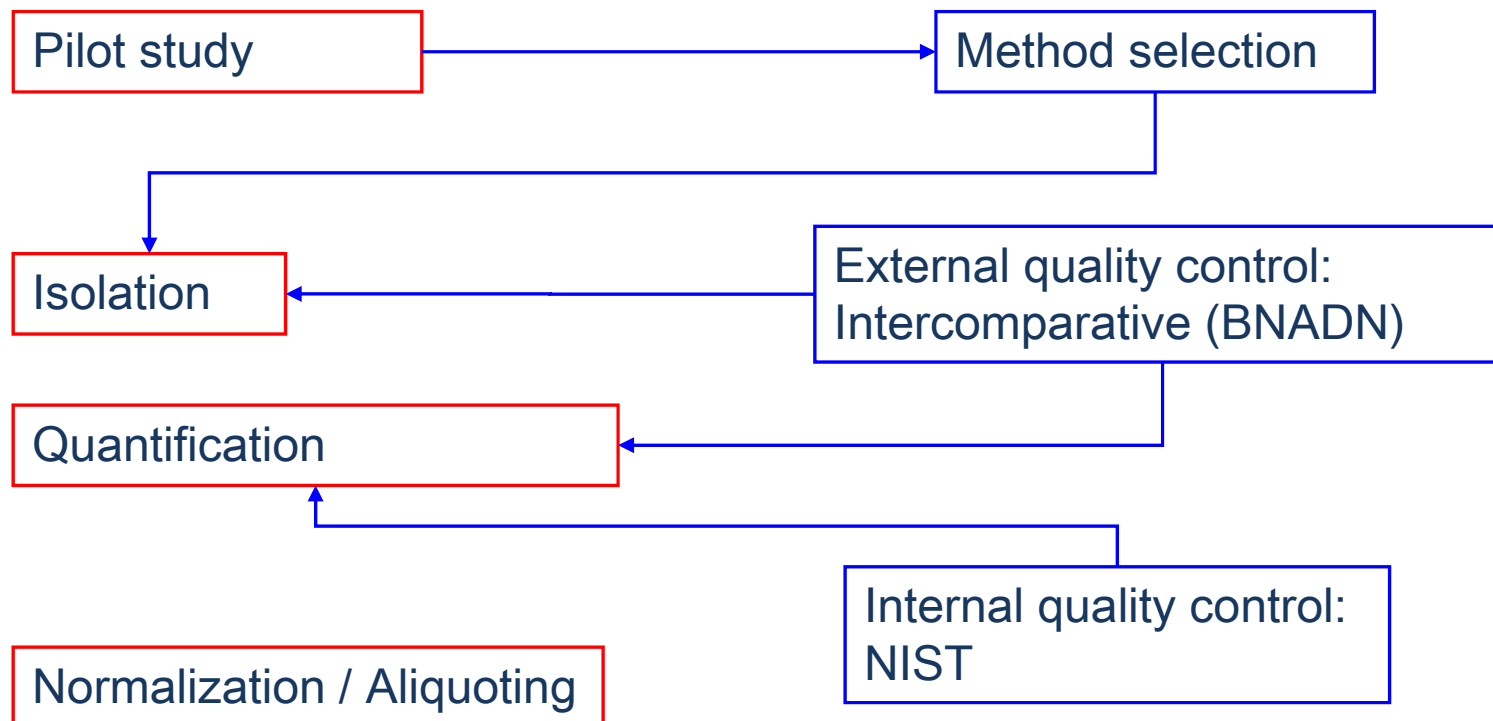 Pilot study
Method selection
Isolation
External quality control:
Intercomparative (BNADN)
Quantification
Internal quality control:
NIST
Normalization / Aliquoting